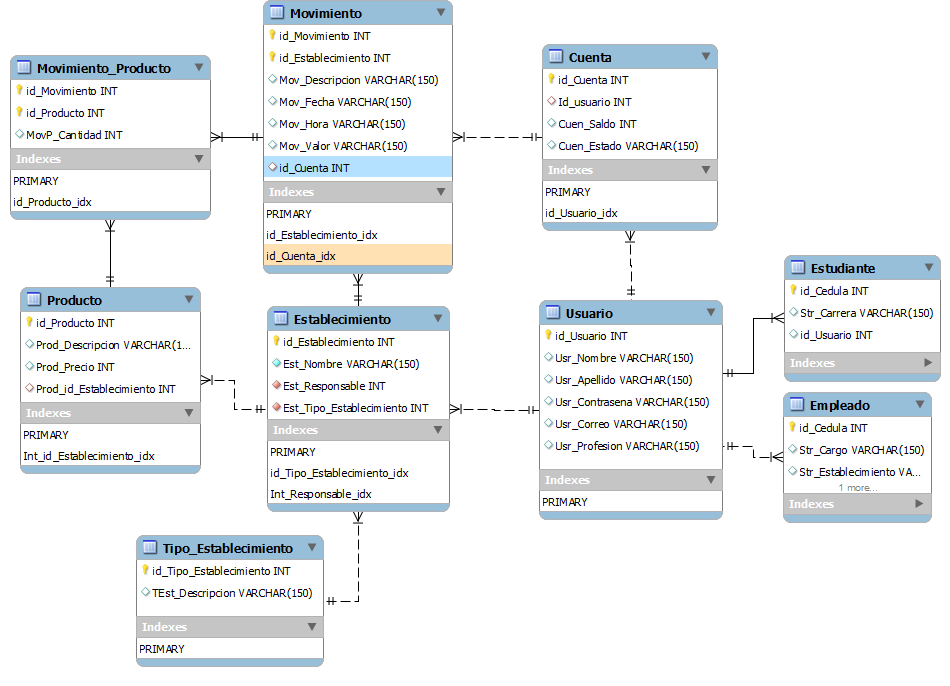 Movimiento_Producto
id_Movimiento INT
id_Producto INT
MovP_Cantidad INT
Indexes
PRIMARY
id_Producto_idx
Movimiento
id_Movimiento INT
id_Establecimiento INT
Mov_Descripcion VARCHAR(150)
Mov_Fecha VARCHAR(150)
Mov_Hora VARCHAR(150)
Mov_Valor VARCHAR(150)
id_Cuenta INT
Indexes
PRIMARY
id_Establecimiento_idx
id_Cuenta_idx
Cuenta
id_Cuenta INT
Id_usuario INT
Cuen_Saldo INT
Cuen_Estado VARCHAR(150)
Indexes
PRIMARY
id_Usuario_idx
Producto
id_Producto INT
Prod_Descripcion VARCHAR(1...
Prod_Precio INT
Prod_id_Establecimiento INT
Indexes
PRIMARY
Int_id_Establecimiento_idx
Establecimiento
id_Establecimiento INT
Est_Nombre VARCHAR(150)
Est_Responsable INT
Est_Tipo_Establecimiento INT
Indexes
PRIMARY
id_Tipo_Establecimiento_idx
Int_Responsable_idx
Usuario
id_Usuario INT
Usr_Nombre VARCHAR(150)
Usr_Apellido VARCHAR(150)
Usr_Contrasena VARCHAR(150)
Usr_Correo VARCHAR(150)
Usr_Profesion VARCHAR(150)
Indexes
PRIMARY
Estudiante
id_Cedula INT
Str_Carrera VARCHAR(150)
id_Usuario INT
Indexes
Empleado
id_Cedula INT
Str_Cargo VARCHAR(150)
Str_Establecimiento VA...
1 more...
Indexes
Tipo_Establecimiento
id_Tipo_Establecimiento INT
TEst_Descripcion VARCHAR(150)
Indexes
PRIMARY